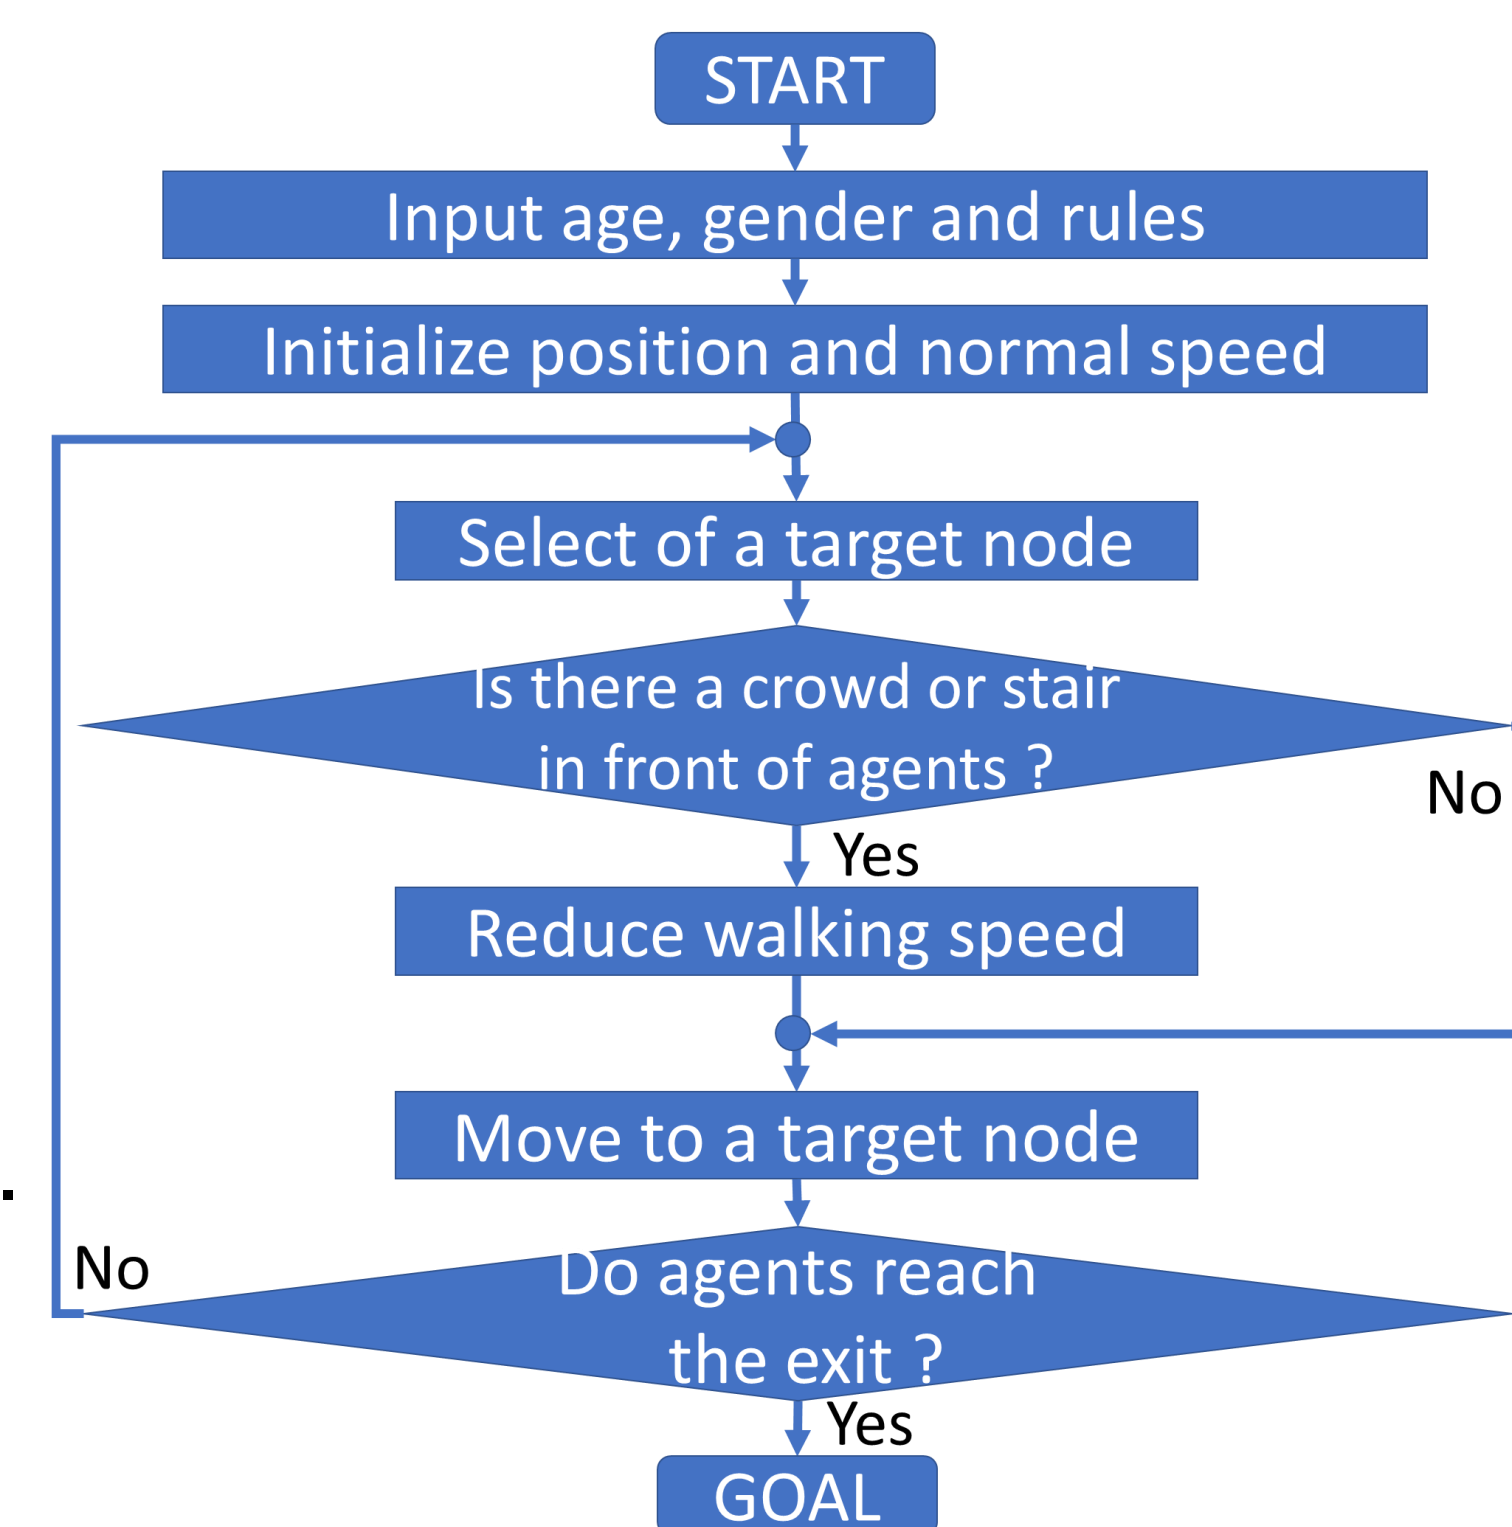 START
Input age, gender and rules
Initialize position and normal speed
Select of a target node
Is there a crowd or stair
in front of agents ?
No
Yes
Reduce walking speed
Move to a target node
.
No
Do agents reach
the exit ?
Yes
GOAL